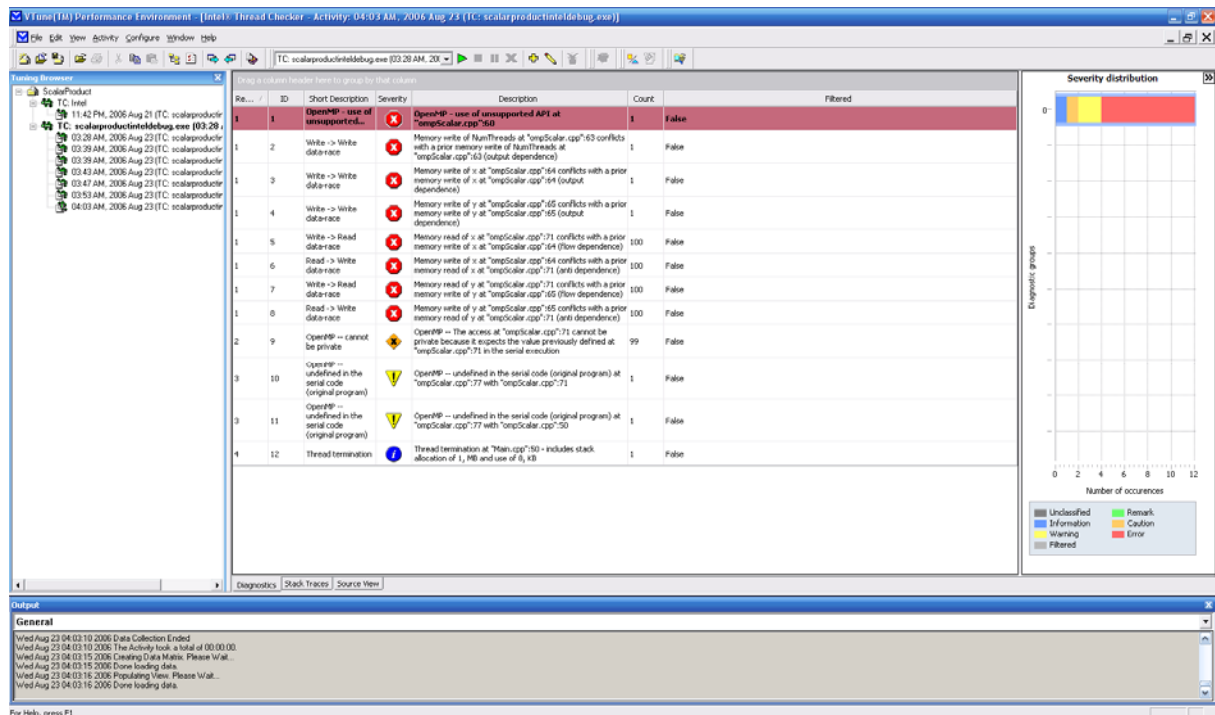 VTune(TM) Performance Environment - [Intel® Thread Checker - Activity: 04:03 AM, 2006 Aug 23 (TC: scalarproductinteldebug.exe)]
File Edit View Activity Configure Window Help
TC: scalarproductinteldebug.exe (03:28 AM, 20(
Tuning Browser
ScalarProduct
TC: Intel
11:42 PM, 2006 Aug 21 (TC: scalarproductir
TC: scalarproductinteldebug.exe (03:28 a
03:28 AM, 2006 Aug 23 (TC: scalarproductir
03:39 AM, 2006 Aug 23 (TC: scalarproductir
03:39 AM, 2006 Aug 23 (TC: scalarproductir
03:43 AM, 2006 Aug 23 (TC: scalarproductir
03:47 AM, 2006 Aug 23 (TC: scalarproductir
03:53 AM, 2006 Aug 23 (TC: scalarproductir
04:03 AM, 2006 Aug 23 (TC: scalarproductir
Drag a column header here to group by that column
Re... / ID Short Description Severity Description Count Filtered
1 1 OpenMP - use of unsupported... OpenMP - use of unsupported API at "ompScalar.cpp":60 1 False
1 2 Write -> Write data-race Memory write of NumThreads at "ompScalar.cpp":63 conflicts with a prior memory write of NumThreads at "ompScalar.cpp":63 (output dependence) 1 False
1 3 Write -> Write data-race Memory write of x at "ompScalar.cpp":64 conflicts with a prior memory write of x at "ompScalar.cpp":64 (output dependence) 1 False
1 4 Write -> Write data-race Memory write of y at "ompScalar.cpp":65 conflicts with a prior memory write of y at "ompScalar.cpp":65 (output dependence) 1 False
1 5 Write -> Read data-race Memory read of x at "ompScalar.cpp":71 conflicts with a prior memory write of x at "ompScalar.cpp":64 (flow dependence) 100 False
1 6 Read -> Write data-race Memory write of x at "ompScalar.cpp":64 conflicts with a prior memory read of x at "ompScalar.cpp":71 (anti dependence) 100 False
1 7 Write -> Read data-race Memory read of y at "ompScalar.cpp":71 conflicts with a prior memory write of y at "ompScalar.cpp":65 (flow dependence) 100 False
1 8 Read -> Write data-race Memory write of y at "ompScalar.cpp":65 conflicts with a prior memory read of y at "ompScalar.cpp":71 (anti dependence) 100 False
2 9 OpenMP -- cannot be private OpenMP -- The access at "ompScalar.cpp":71 cannot be private because it expects the value previously defined at "ompScalar.cpp":71 in the serial execution 99 False
3 10 OpenMP -- undefined in the serial code (original program) OpenMP -- undefined in the serial code (original program) at "ompScalar.cpp":77 with "ompScalar.cpp":71 1 False
3 11 OpenMP -- undefined in the serial code (original program) OpenMP -- undefined in the serial code (original program) at "ompScalar.cpp":77 with "ompScalar.cpp":50 1 False
4 12 Thread termination Thread termination at "Main.cpp":50 - includes stack allocation of 1, MB and use of 8, KB 1 False
Severity distribution
0
Diagnostic groups
0 2 4 6 8 10 12
Number of occurences
Unclassified Remark
Information Caution
Warning Error
Filtered
Diagnostics Stack Traces Source View
Output
General
Wed Aug 23 04:03:10 2006 Data Collection Ended
Wed Aug 23 04:03:10 2006 The Activity took a total of 00:00:00.
Wed Aug 23 04:03:15 2006 Creating Data Matrix. Please Wait...
Wed Aug 23 04:03:15 2006 Done loading data.
Wed Aug 23 04:03:16 2006 Populating View. Please Wait...
Wed Aug 23 04:03:16 2006 Done loading data.
For Help, press F1